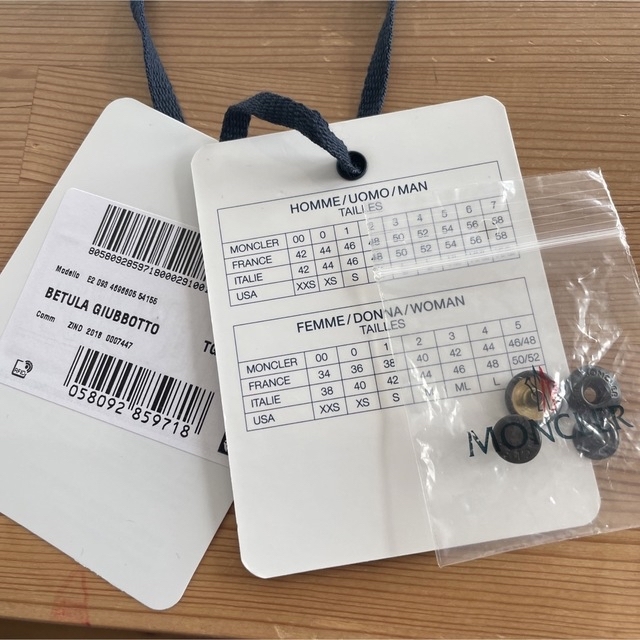 8058092859718000291001
Modello E2 093 4696605 54155
BETULA GIUBBOTTO
Comm ZIND 2018 0007447
RFID
058092 859718
HOMME/UOMO/MAN
TAILLES
MONCLER 00 0 1 2 3 4 5 6 7
FRANCE 42 44 46 48 50 52 54 56 58
ITALIE 42 44 46 48 50 52 54 56 58
USA XXS XS S
FEMME/DONNA/WOMAN
TAILLES
MONCLER 00 0 1 2 3 4 5
FRANCE 34 36 38 40 42 44 46/48
ITALIE 38 40 42 44 46 48 50/52
USA XXS XS S M ML L
MONCLER